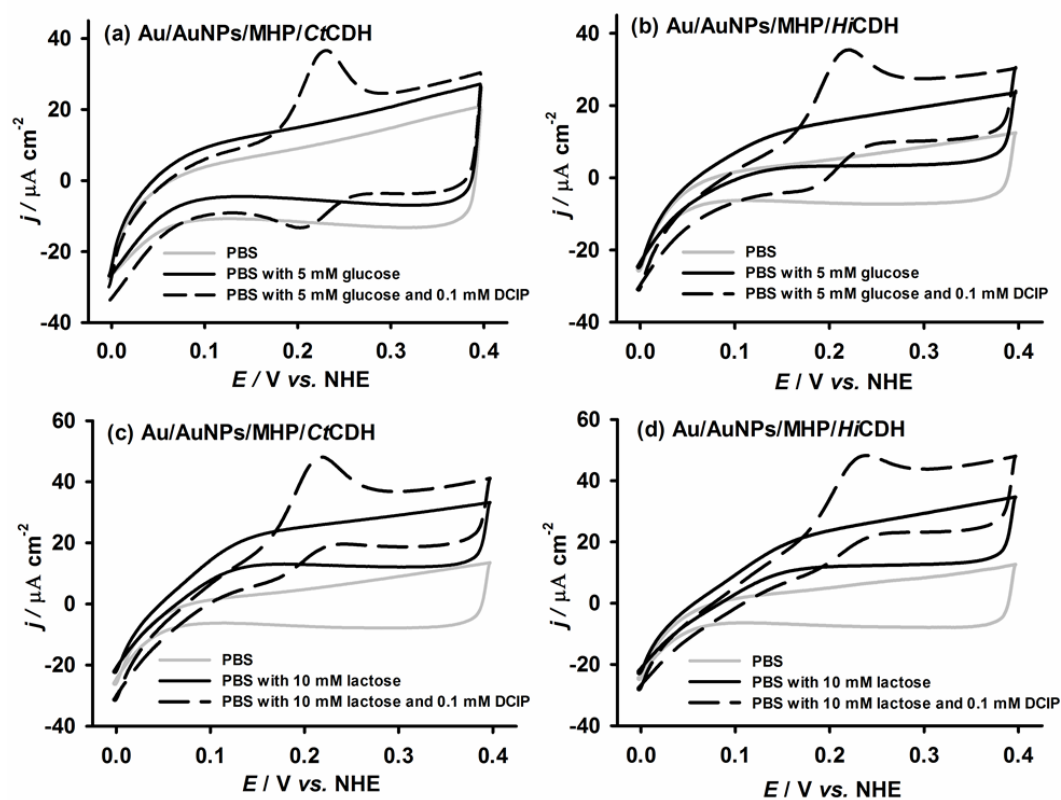 (a) Au/AuNPs/MHP/CtCDH
40
20
0
-20
-40
j / µA cm-2
PBS
PBS with 5 mM glucose
PBS with 5 mM glucose and 0.1 mM DCIP
0.0 0.1 0.2 0.3 0.4
E / V vs. NHE
(b) Au/AuNPs/MHP/HiCDH
40
20
0
-20
-40
j / µA cm-2
PBS
PBS with 5 mM glucose
PBS with 5 mM glucose and 0.1 mM DCIP
0.0 0.1 0.2 0.3 0.4
E / V vs. NHE
(c) Au/AuNPs/MHP/CtCDH
60
40
20
0
-20
-40
j / µA cm-2
PBS
PBS with 10 mM lactose
PBS with 10 mM lactose and 0.1 mM DCIP
0.0 0.1 0.2 0.3 0.4
E / V vs. NHE
(d) Au/AuNPs/MHP/HiCDH
60
40
20
0
-20
-40
j / µA cm-2
PBS
PBS with 10 mM lactose
PBS with 10 mM lactose and 0.1 mM DCIP
0.0 0.1 0.2 0.3 0.4
E / V vs. NHE